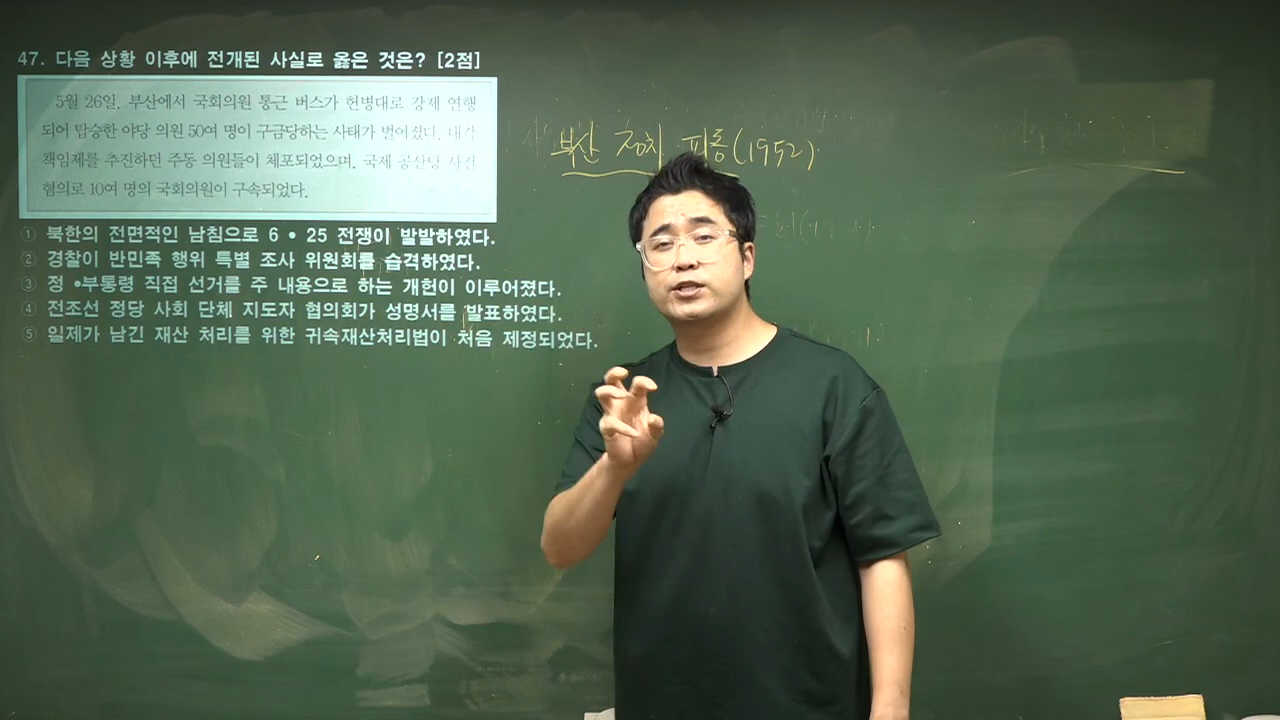 47. 다음 상황 이후에 전개된 사실로 옳은 것은? [2점]
5월 26일. 부산에서 국회의원 통근 버스가 헌병대로 강제 연행
되어 탑승한 야당 의원 50여 명이 구금당하는 사태가 벌어졌다. 내각
책임제를 추진하던 주동 의원들이 체포되었으며, 국제 공산당 사건
혐의로 10여 명의 국회의원이 구속되었다.
① 북한의 전면적인 남침으로 6 • 25 전쟁이 발발하였다.
② 경찰이 반민족 행위 특별 조사 위원회를 습격하였다.
③ 정 •부통령 직접 선거를 주 내용으로 하는 개헌이 이루어졌다.
④ 전조선 정당 사회 단체 지도자 협의회가 성명서를 발표하였다.
⑤ 일제가 남긴 재산 처리를 위한 귀속재산처리법이 처음 제정되었다.
부산 정치 파동(1952)